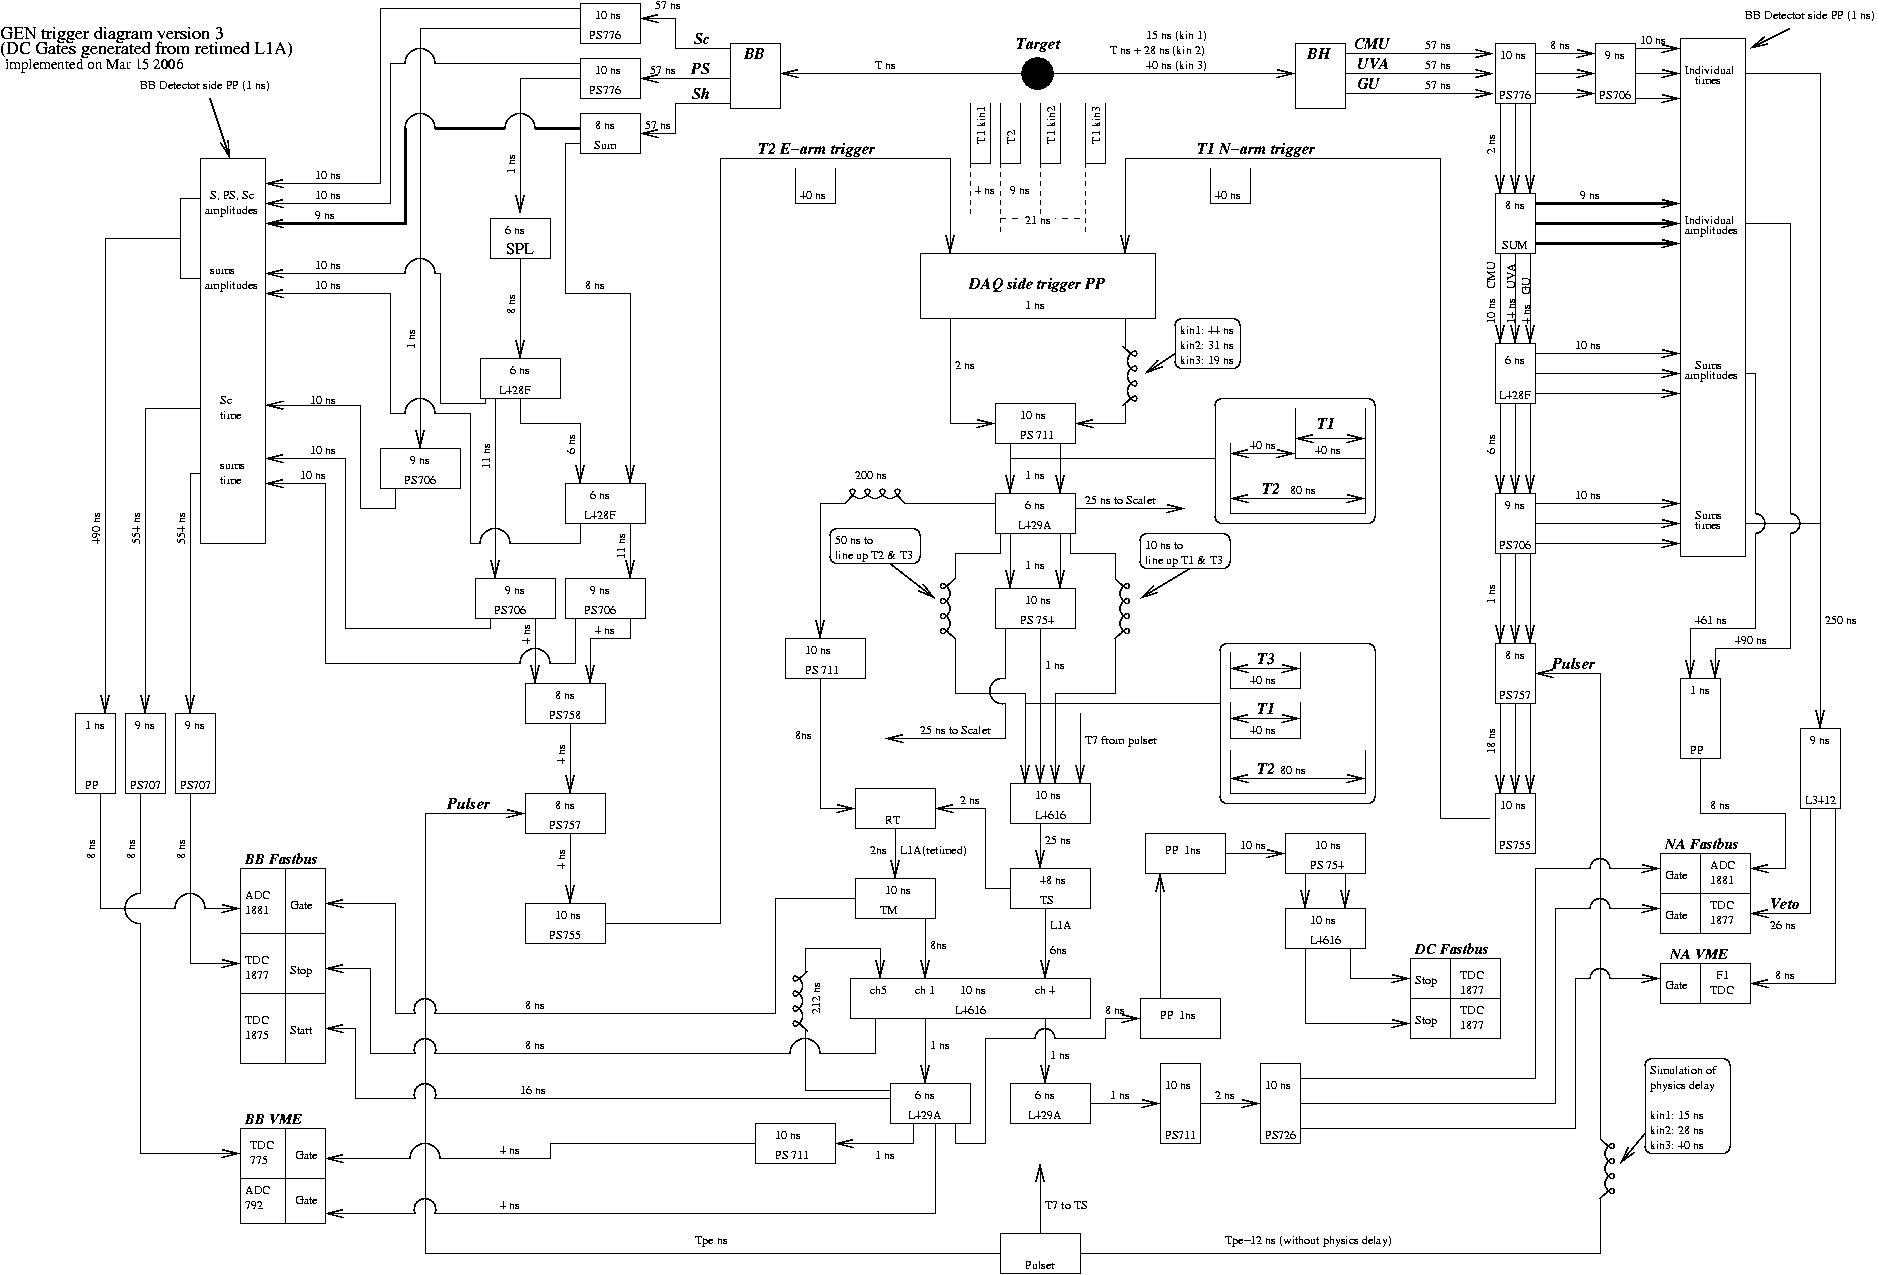 GEN trigger diagram version 3
(DC Gates generated from retimed L1A)
implemented on Mar 15 2006
BB Detector side PP (1 ns)
BB Detector side PP (1 ns)
10 ns
PS776
57 ns
Sc
10 ns
PS776
57 ns
PS
8 ns
Sum
57 ns
Sh
BB
T ns
Target
15 ns (kin 1)
T ns + 28 ns (kin 2)
40 ns (kin 3)
BH
CMU
57 ns
UVA
57 ns
GU
57 ns
10 ns
PS776
8 ns
9 ns
PS706
10 ns
Individual
times
T1 kin1
T2
T1 kin2
T1 kin3
4 ns
9 ns
21 ns
T2 E-arm trigger
40 ns
T1 N-arm trigger
40 ns
2 ns
8 ns
SUM
9 ns
Individual
amplitudes
10 ns
S, PS, Sc
amplitudes
10 ns
9 ns
sums
amplitudes
10 ns
10 ns
Sc
time
10 ns
sums
time
10 ns
10 ns
1 ns
6 ns
SPL
8 ns
8 ns
1 ns
6 ns
L428F
11 ns
6 ns
9 ns
PS706
6 ns
L428F
11 ns
9 ns
PS706
9 ns
PS706
4 ns
4 ns
8 ns
PS758
4 ns
Pulser
8 ns
PS757
4 ns
10 ns
PS755
DAQ side trigger PP
1 ns
kin1: 44 ns
kin2: 31 ns
kin3: 19 ns
2 ns
10 ns
PS 711
T1
40 ns
40 ns
T2 80 ns
1 ns
200 ns
6 ns
L429A
25 ns to Scaler
50 ns to
line up T2 & T3
10 ns to
line up T1 & T3
1 ns
10 ns
PS 754
1 ns
10 ns
PS 711
8ns
25 ns to Scaler
T7 from pulser
T3
40 ns
T1
40 ns
T2 80 ns
10 ns CMU
14 ns UVA
4 ns GU
6 ns
L428F
10 ns
Sums
amplitudes
6 ns
9 ns
PS706
10 ns
Sums
times
1 ns
8 ns
PS757
Pulser
18 ns
10 ns
PS755
461 ns
490 ns
250 ns
1 ns
PP
9 ns
L3412
8 ns
490 ns
554 ns
554 ns
1 ns
PP
9 ns
PS707
9 ns
PS707
8 ns
8 ns
8 ns
BB Fastbus
ADC
1881
Gate
TDC
1877
Stop
TDC
1875
Start
RT
2 ns
10 ns
L4616
25 ns
2ns
L1A(retimed)
10 ns
TM
48 ns
TS
L1A
8ns
6ns
212 ns
ch5
ch 1
10 ns
ch 4
L4616
8 ns
8 ns
16 ns
1 ns
1 ns
8 ns
PP 1ns
PP 1ns
10 ns
10 ns
PS 754
10 ns
L4616
DC Fastbus
Stop
TDC
1877
Stop
TDC
1877
NA Fastbus
Gate
ADC
1881
Gate
TDC
1877
Veto
26 ns
NA VME
Gate
F1
TDC
8 ns
6 ns
L429A
6 ns
L429A
1 ns
10 ns
PS711
2 ns
10 ns
PS726
BB VME
TDC
775
Gate
ADC
792
Gate
4 ns
10 ns
PS 711
1 ns
4 ns
Simulation of
physics delay
kin1: 15 ns
kin2: 28 ns
kin3: 40 ns
T7 to TS
Tpe ns
Pulser
Tpe-12 ns (without physics delay)